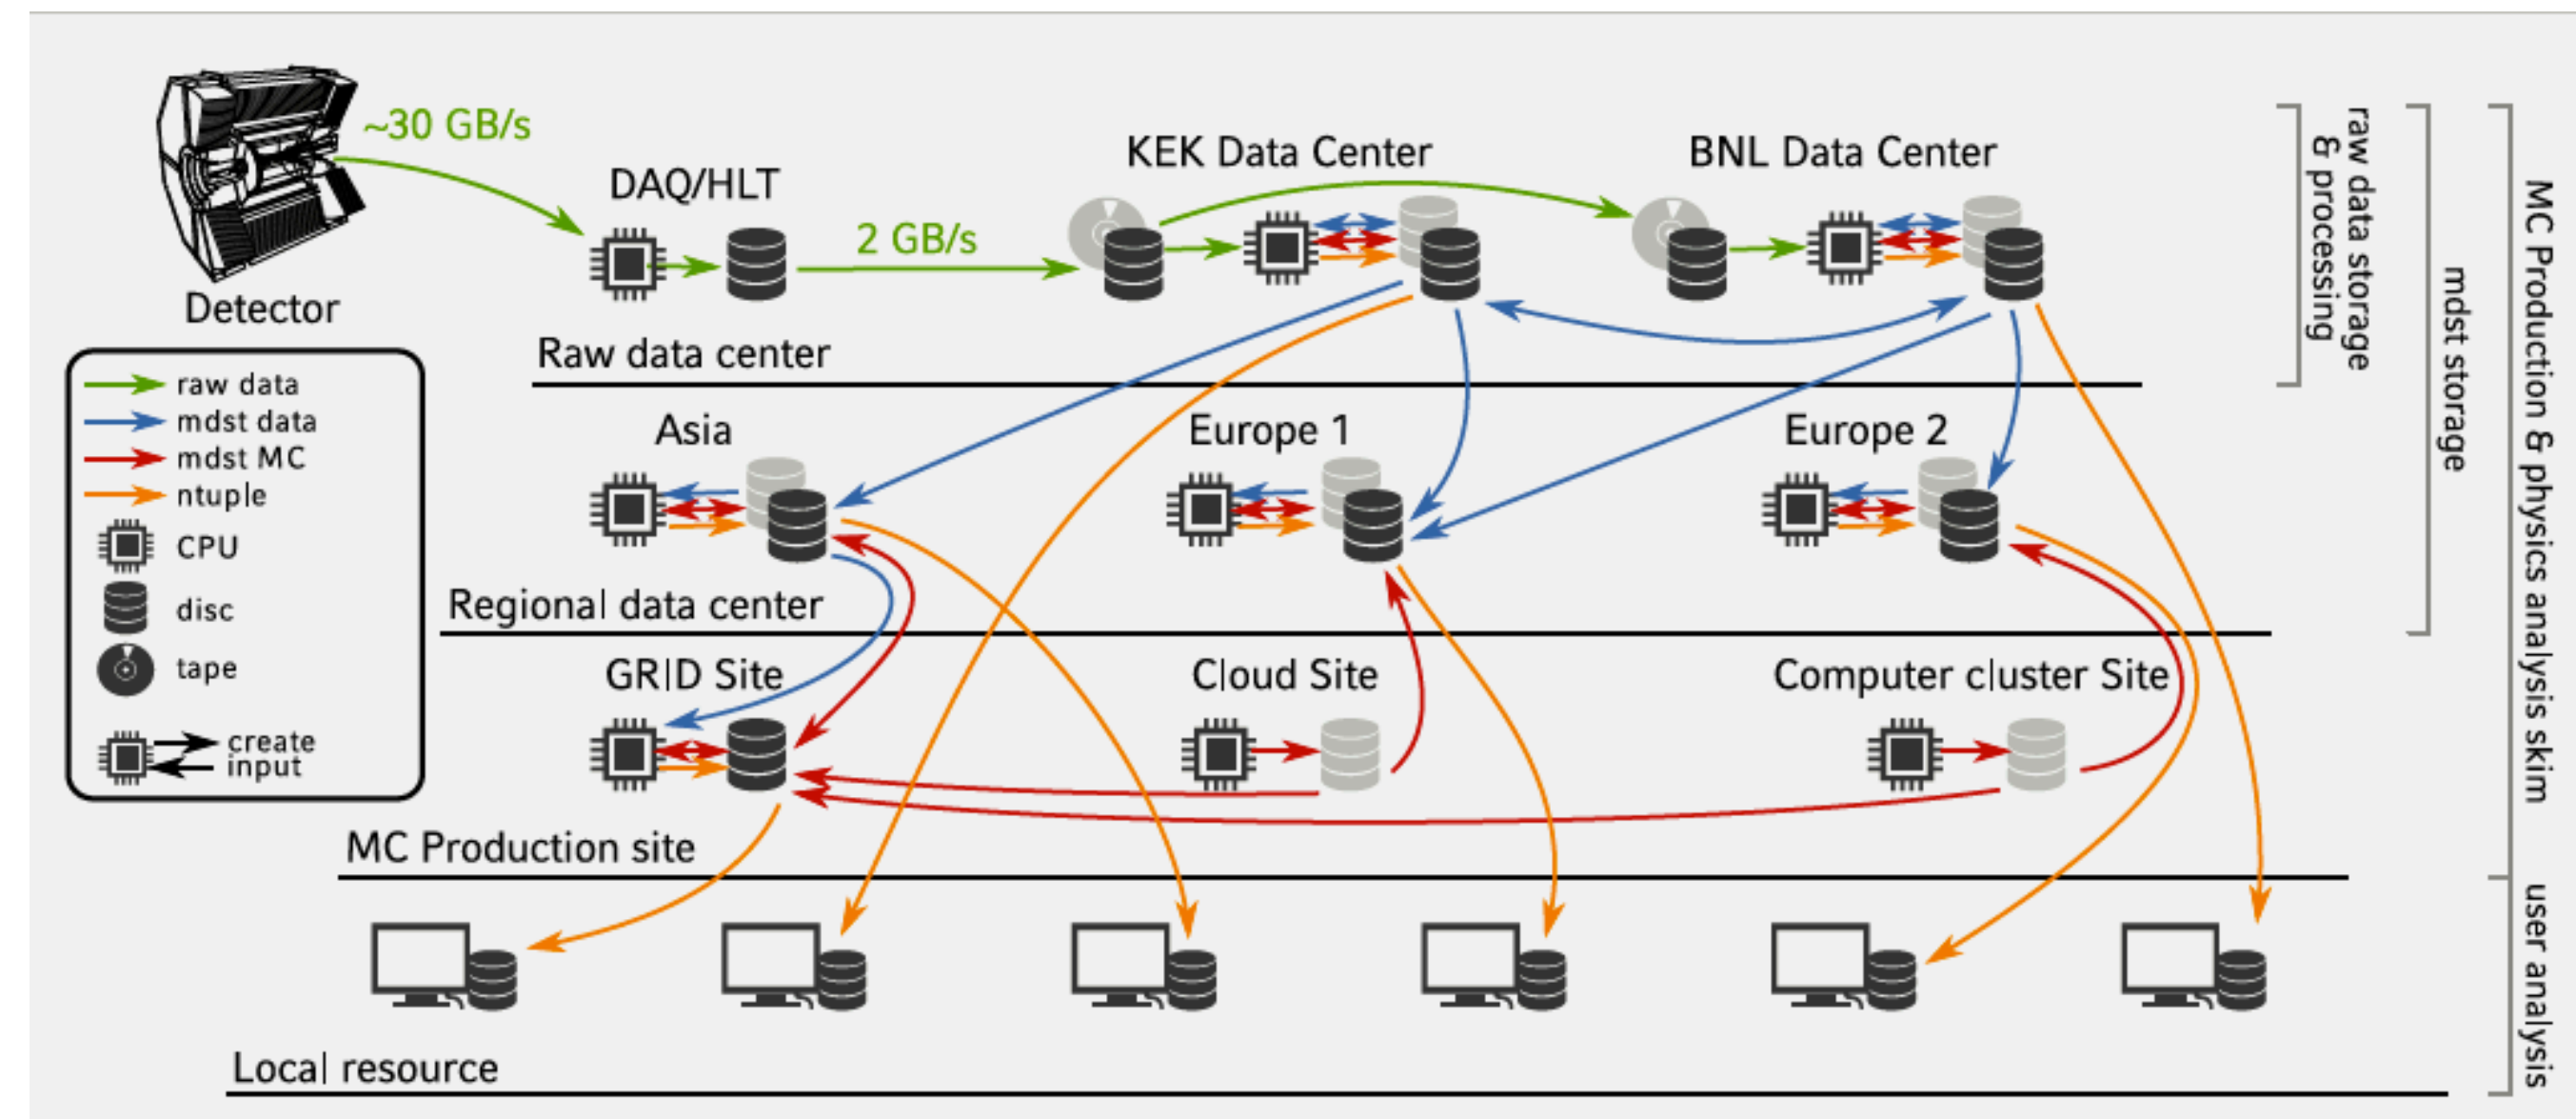 ~30 GB/s
DAQ/HLT
2 GB/s
KEK Data Center
BNL Data Center
Detector
Raw data center
raw data
mdst data
mdst MC
ntuple
CPU
disc
tape
create
input
Asia
Europe 1
Europe 2
Regional data center
GRID Site
Cloud Site
Computer cluster Site
MC Production site
Local resource
raw data storage
& processing
mdst storage
MC Production & physics analysis skim
user analysis